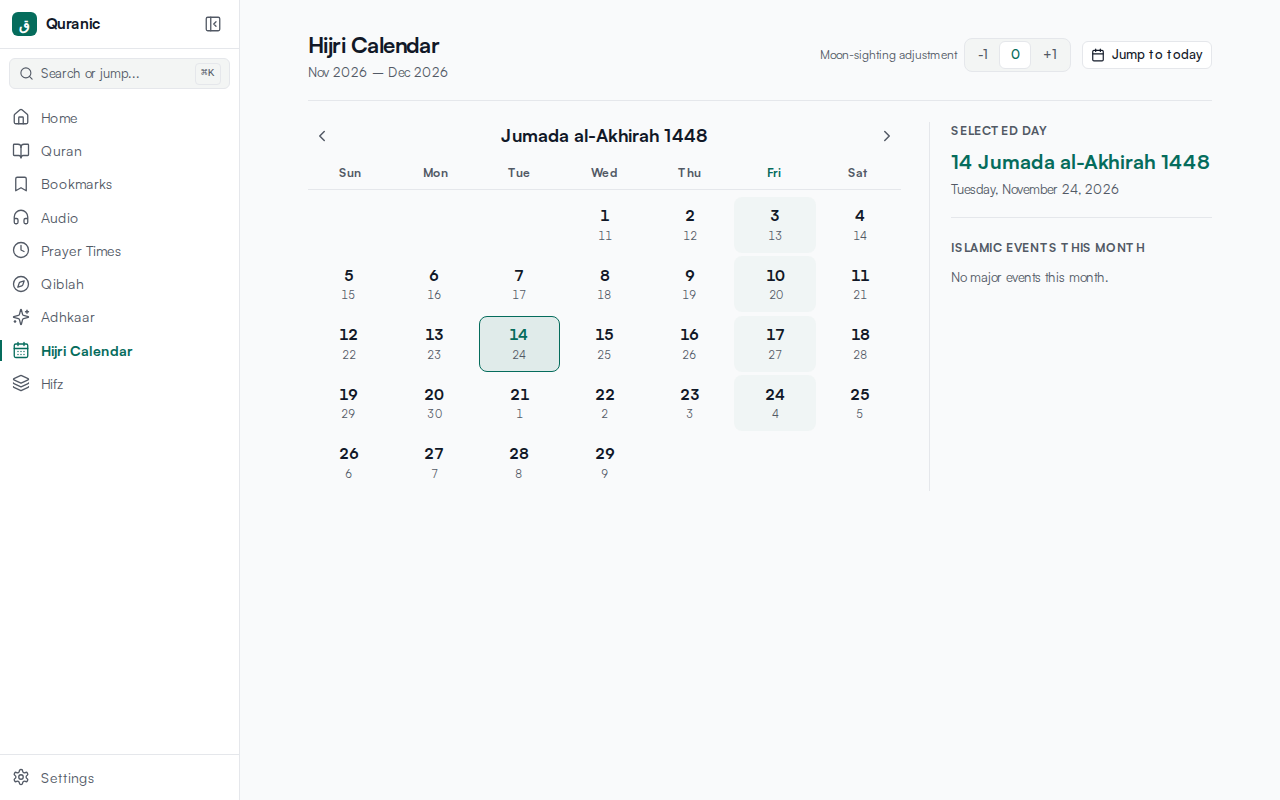 ق Quranic
Search or jump... ⌘K
Home
Quran
Bookmarks
Audio
Prayer Times
Qiblah
Adhkaar
Hijri Calendar
Hifz
Settings
Hijri Calendar
Nov 2026 — Dec 2026
Moon-sighting adjustment -1 0 +1 Jump to today
Jumada al-Akhirah 1448
Sun Mon Tue Wed Thu Fri Sat
1 2 3 4
11 12 13 14
5 6 7 8 9 10 11
15 16 17 18 19 20 21
12 13 14 15 16 17 18
22 23 24 25 26 27 28
19 20 21 22 23 24 25
29 30 1 2 3 4 5
26 27 28 29
6 7 8 9
SELECTED DAY
14 Jumada al-Akhirah 1448
Tuesday, November 24, 2026
ISLAMIC EVENTS THIS MONTH
No major events this month.